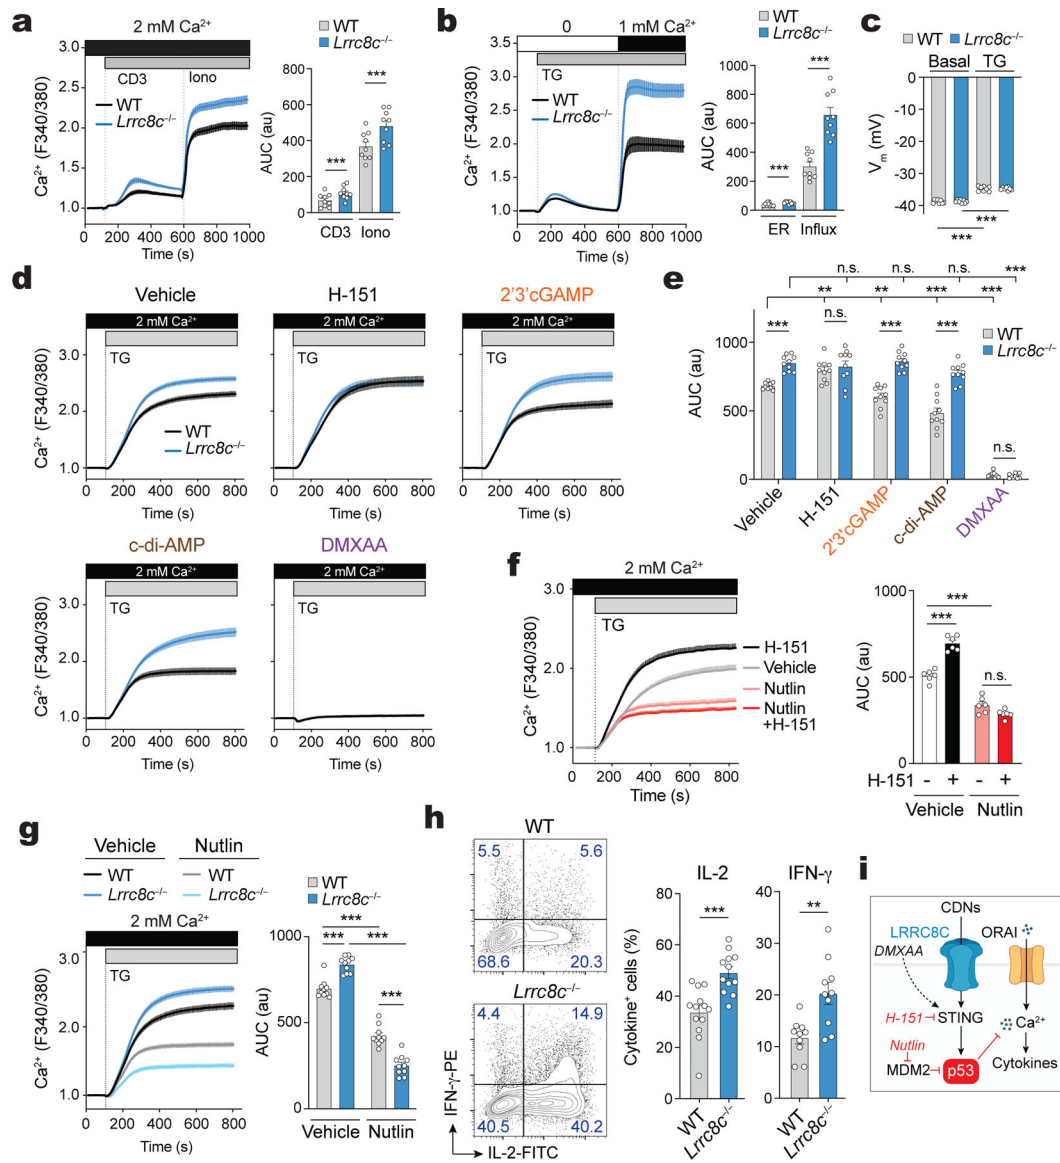 a
2 mM Ca²⁺
3.0
2.5
2.0
1.5
1.0
Ca²⁺ (F340/380)
CD3
Iono
WT
Lrrc8c⁻/⁻
0 200 400 600 800 1000
Time (s)
WT
Lrrc8c⁻/⁻
AUC (au)
800
600
400
200
0
***
***
CD3 Iono
b
0 1 mM Ca²⁺
3.0
2.0
1.0
Ca²⁺ (F340/380)
TG
WT
Lrrc8c⁻/⁻
0 200 400 600 800 1000
Time (s)
WT
Lrrc8c⁻/⁻
AUC (au)
1000
800
600
400
200
0
***
***
ER Influx
c
WT Lrrc8c⁻/⁻
Basal TG
Vm (mV)
0
-10
-20
-30
-40
***
***
d
Vehicle
2 mM Ca²⁺
TG
3.0
2.0
1.0
Ca²⁺ (F340/380)
WT
Lrrc8c⁻/⁻
0 200 400 600 800
Time (s)
H-151
2 mM Ca²⁺
TG
0 200 400 600 800
Time (s)
2'3'cGAMP
2 mM Ca²⁺
TG
3.0
2.0
1.0
0 200 400 600 800
Time (s)
c-di-AMP
2 mM Ca²⁺
TG
3.0
2.0
1.0
Ca²⁺ (F340/380)
0 200 400 600 800
Time (s)
DMXAA
2 mM Ca²⁺
TG
0 200 400 600 800
Time (s)
e
n.s. n.s. n.s. ***
** ** *** ***
*** n.s. *** *** n.s.
WT
Lrrc8c⁻/⁻
AUC (au)
1000
500
0
Vehicle
H-151
2'3'cGAMP
c-di-AMP
DMXAA
f
2 mM Ca²⁺
TG
3.0
2.0
1.0
Ca²⁺ (F340/380)
H-151
Vehicle
Nutlin
Nutlin
+H-151
0 200 400 600 800
Time (s)
***
***
n.s.
AUC (au)
1000
500
0
H-151 - + - +
Vehicle Nutlin
g
Vehicle Nutlin
WT WT
Lrrc8c⁻/⁻ Lrrc8c⁻/⁻
2 mM Ca²⁺
TG
3.0
2.0
1.0
Ca²⁺ (F340/380)
0 200 400 600 800
Time (s)
WT
Lrrc8c⁻/⁻
***
*** ***
***
AUC (au)
1000
500
0
Vehicle Nutlin
h
WT
5.5 5.6
68.6 20.3
Lrrc8c⁻/⁻
4.4 14.9
40.5 40.2
IFN-γ-PE
IL-2-FITC
IL-2
***
Cytokine⁺ cells (%)
80
60
40
20
0
WT
Lrrc8c⁻/⁻
IFN-γ
**
40
30
20
10
0
WT
Lrrc8c⁻/⁻
i
CDNs
LRRC8C ORAI
DMXAA
H-151 STING Ca²⁺
Nutlin
MDM2 p53 Cytokines